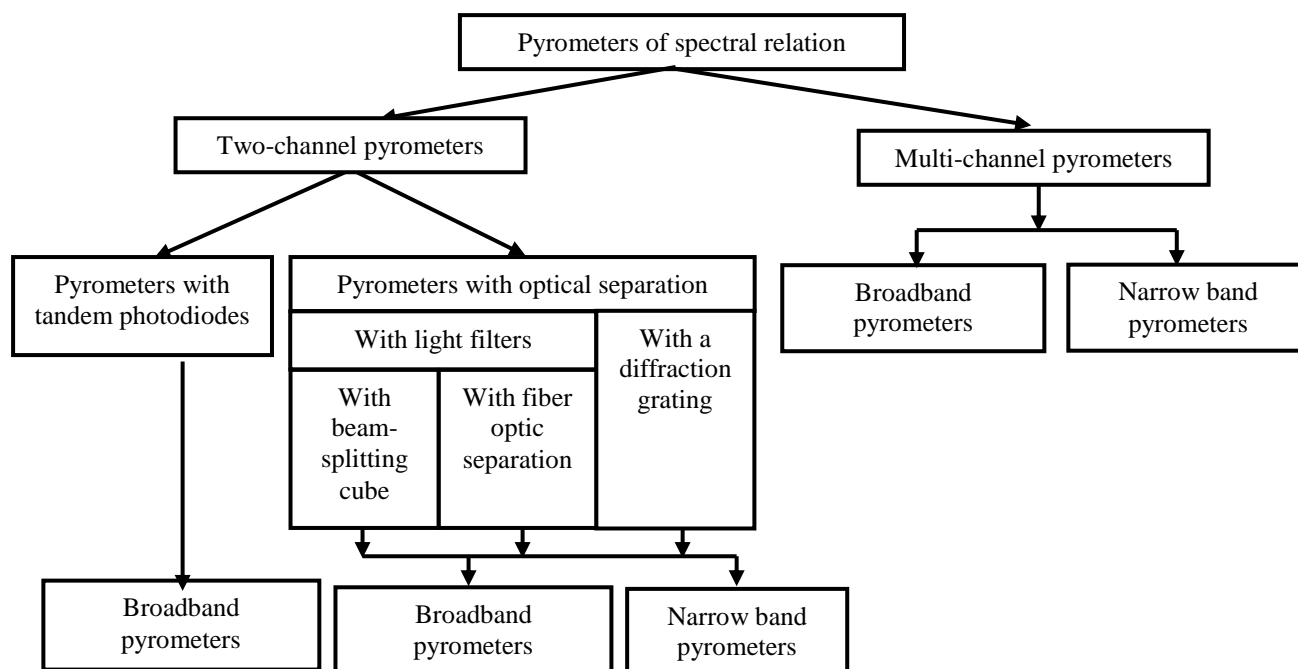 Pyrometers of spectral relation
Two-channel pyrometers
Multi-channel pyrometers
Pyrometers with
tandem photodiodes
Pyrometers with optical separation
With light filters
With a
diffraction
grating
With
beam-
splitting
cube
With fiber
optic
separation
Broadband
pyrometers
Narrow band
pyrometers
Broadband
pyrometers
Broadband
pyrometers
Narrow band
pyrometers